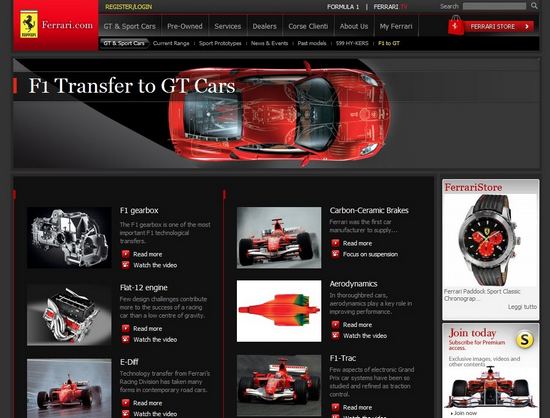 REGISTER/LOGIN
FORMULA 1 | FERRARI.TV
Search
Ferrari.com
GT & Sport Cars
Pre-Owned
Services
Dealers
Corse Clienti
About Us
My Ferrari
FERRARI STORE
GT & Sport Cars
Current Range
Sport Prototypes
News & Events
Past models
599 HY-KERS
F1 to GT
F1 Transfer to GT Cars
F1 gearbox
The F1 gearbox is one of the most
important F1 technological
transfers.
Read more
Watch the video
Carbon-Ceramic Brakes
Ferrari was the first car
manufacturer to supply...
Read more
Focus on suspension
Flat-12 engine
Few design challenges contribute
more to the success of a racing
car than a low centre of gravity.
Read more
Watch the video
Aerodynamics
In thoroughbred cars,
aerodynamics play a key role in
improving performance.
Read more
Watch the video
E-Diff
Technology transfer from Ferrari's
Racing Division has taken many
forms in contemporary road cars.
Read more
Watch the video
F1-Trac
Few aspects of electronic Grand
Prix car systems have been so
studied and refined as traction
control.
Read more
Watch the video
FerrariStore
Ferrari Paddock Sport Classic
Chronograp...
Leggi tutto
Join today
Subscribe for Premium
access.
S
Exclusive images, videos and
other contents
Join now